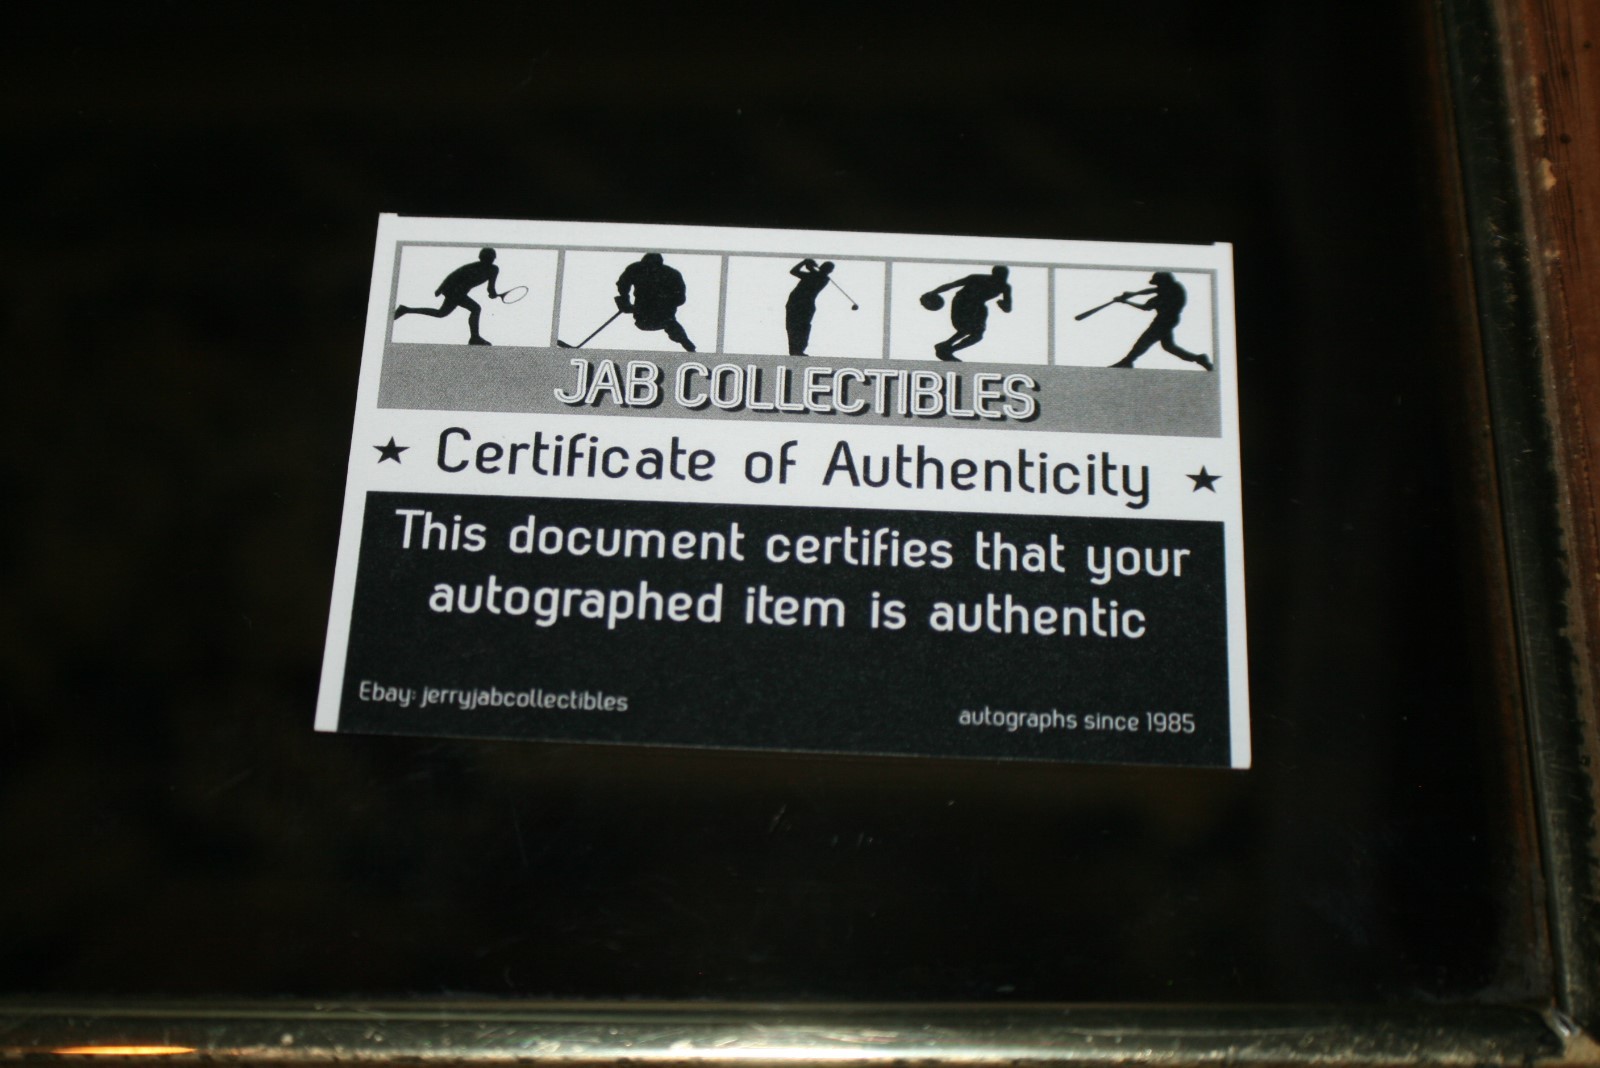 JAB COLLECTIBLES
★ Certificate of Authenticity ★
This document certifies that your
autographed item is authentic
Ebay: jerryjabcollectibles
autographs since 1985